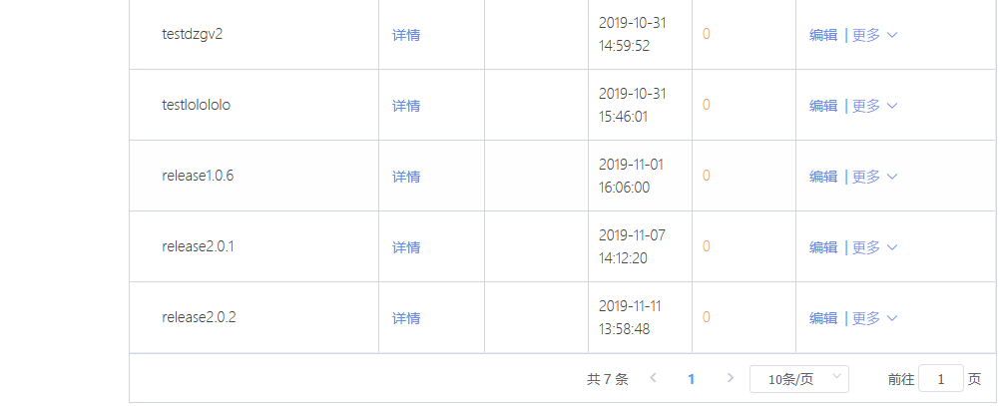 testdzgv2 详情 2019-10-31 14:59:52 0 编辑 | 更多
testlolololo 详情 2019-10-31 15:46:01 0 编辑 | 更多
release1.0.6 详情 2019-11-01 16:06:00 0 编辑 | 更多
release2.0.1 详情 2019-11-07 14:12:20 0 编辑 | 更多
release2.0.2 详情 2019-11-11 13:58:48 0 编辑 | 更多
共 7 条 < 1 > 10条/页 前往 1 页